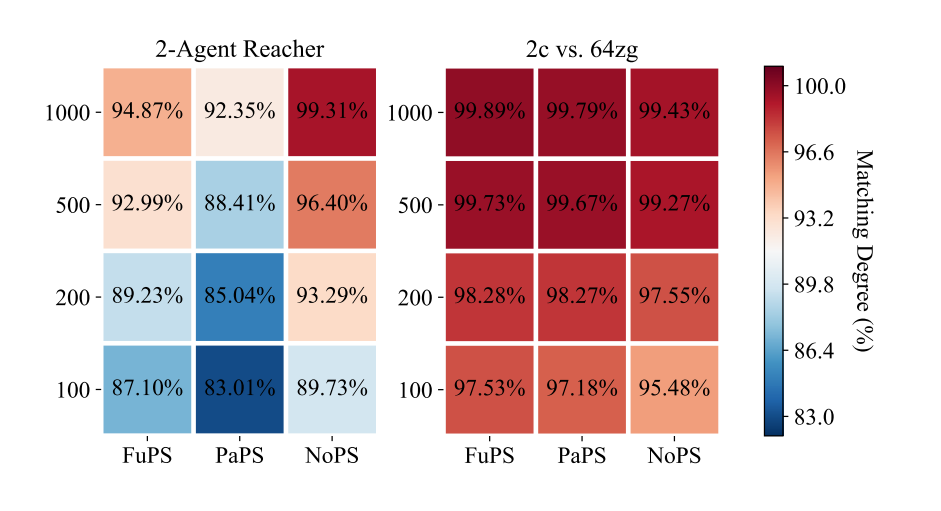 2-Agent Reacher
2c vs. 64zg
1000 94.87% 92.35% 99.31%
500 92.99% 88.41% 96.40%
200 89.23% 85.04% 93.29%
100 87.10% 83.01% 89.73%
FuPS PaPS NoPS
1000 99.89% 99.79% 99.43%
500 99.73% 99.67% 99.27%
200 98.28% 98.27% 97.55%
100 97.53% 97.18% 95.48%
FuPS PaPS NoPS
100.0
96.6
93.2
89.8
86.4
83.0
Matching Degree (%)